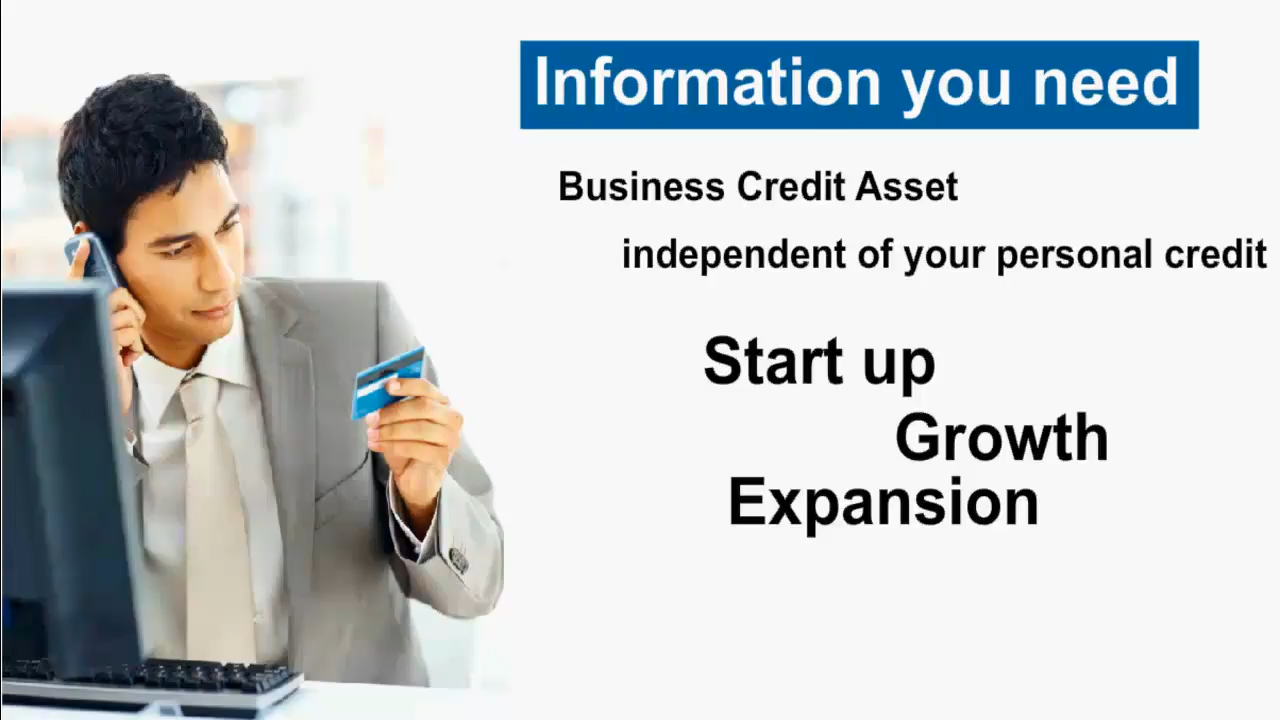 Information you need
Business Credit Asset
independent of your personal credit
Start up
Growth
Expansion